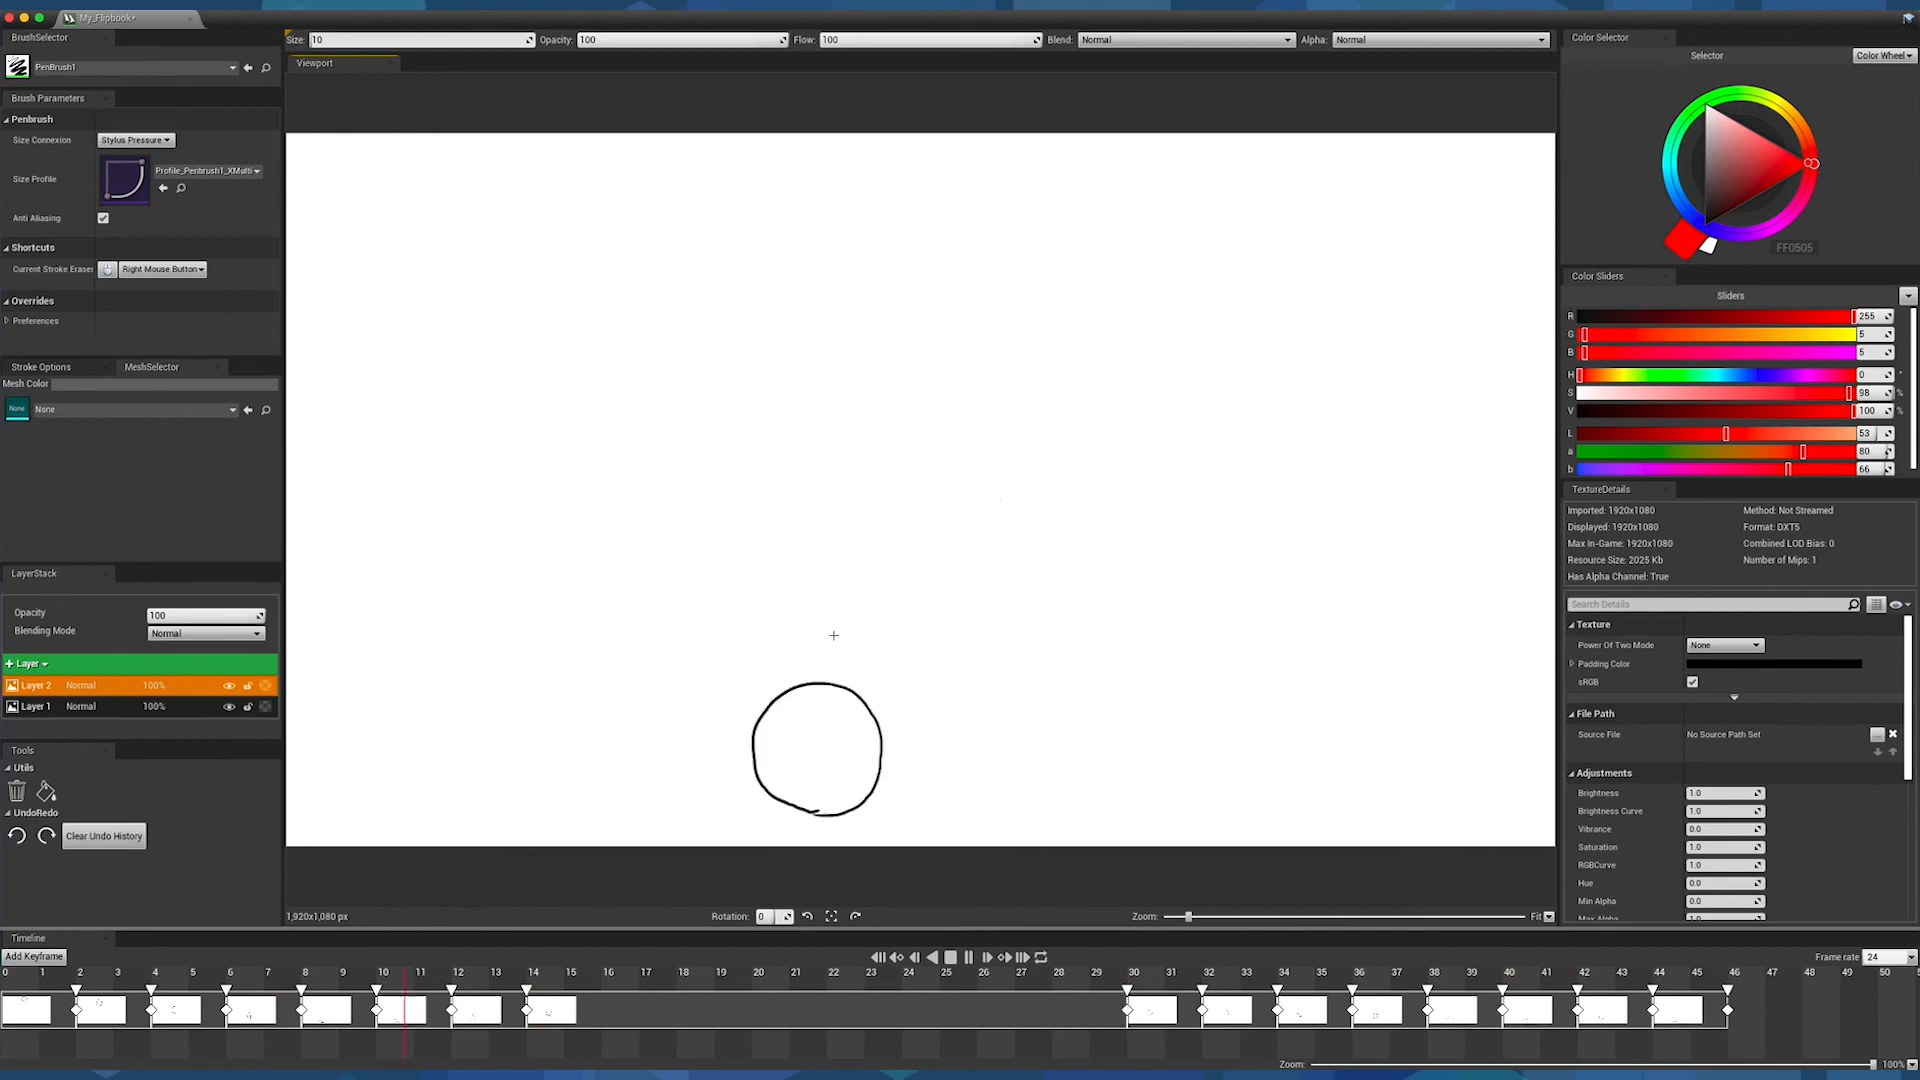 My_Flipbook*
BrushSelector
PenBrush1
Brush Parameters
Penbrush
Size Connexion Stylus Pressure
Size Profile Profile_Penbrush1_XMulti
Anti Aliasing
Shortcuts
Current Stroke Eraser Right Mouse Button
Overrides
Preferences
Stroke Options MeshSelector
Mesh Color
None None
LayerStack
Opacity 100
Blending Mode Normal
+ Layer
Layer 2 Normal 100%
Layer 1 Normal 100%
Tools
Utils
UndoRedo
Clear Undo History
Size: 10 Opacity: 100 Flow: 100 Blend: Normal Alpha: Normal
Viewport
1,920x1,080 px Rotation: 0 Zoom: Fit
Color Selector
Selector Color Wheel
FF0505
Color Sliders
Sliders
R 255
G 5
B 5
H 0 °
S 98 %
V 100 %
L 53
a 80
b 66
TextureDetails
Imported: 1920x1080 Method: Not Streamed
Displayed: 1920x1080 Format: DXT5
Max In-Game: 1920x1080 Combined LOD Bias: 0
Resource Size: 2025 Kb Number of Mips: 1
Has Alpha Channel: True
Search Details
Texture
Power Of Two Mode None
Padding Color
sRGB
File Path
Source File No Source Path Set
Adjustments
Brightness 1.0
Brightness Curve 1.0
Vibrance 0.0
Saturation 1.0
RGBCurve 1.0
Hue 0.0
Min Alpha 0.0
Max Alpha 1.0
Timeline
Add Keyframe Frame rate 24
0 1 2 3 4 5 6 7 8 9 10 11 12 13 14 15 16 17 18 19 20 21 22 23 24 25 26 27 28 29 30 31 32 33 34 35 36 37 38 39 40 41 42 43 44 45 46 47 48 49 50
Zoom: 100%